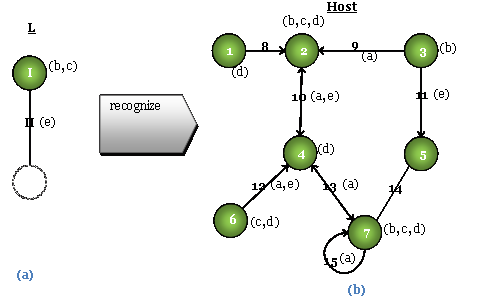 L
I (b,c)
II (e)
(a)
recognize
Host
(b,c,d)
1 8 2 9 3 (b)
(d) (a)
10 (a,e) 11 (e)
4 (d) 5
12 (a,e) 13 (a) 14
6 (c,d) 7 (b,c,d)
15 (a)
(b)